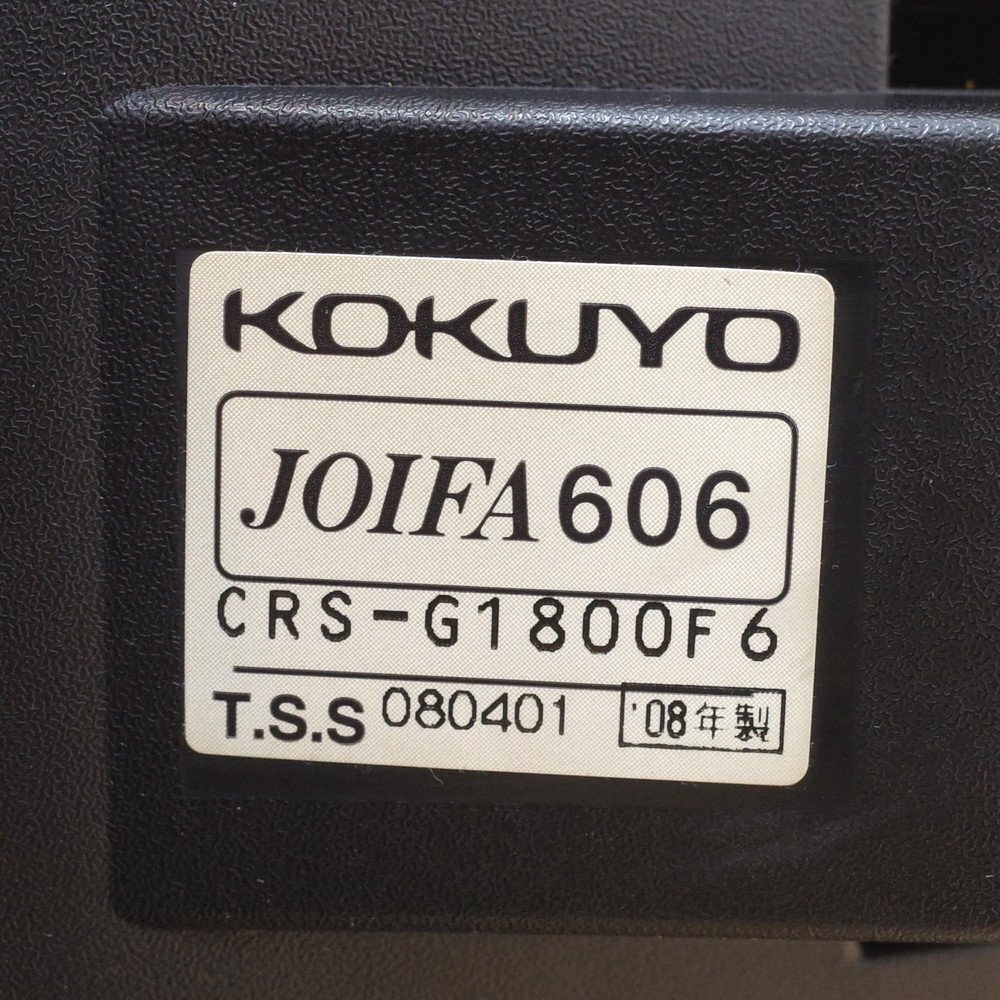 KOKUYO
JOIFA 606
CRS-G1800F6
T.S.S 080401 '08年製